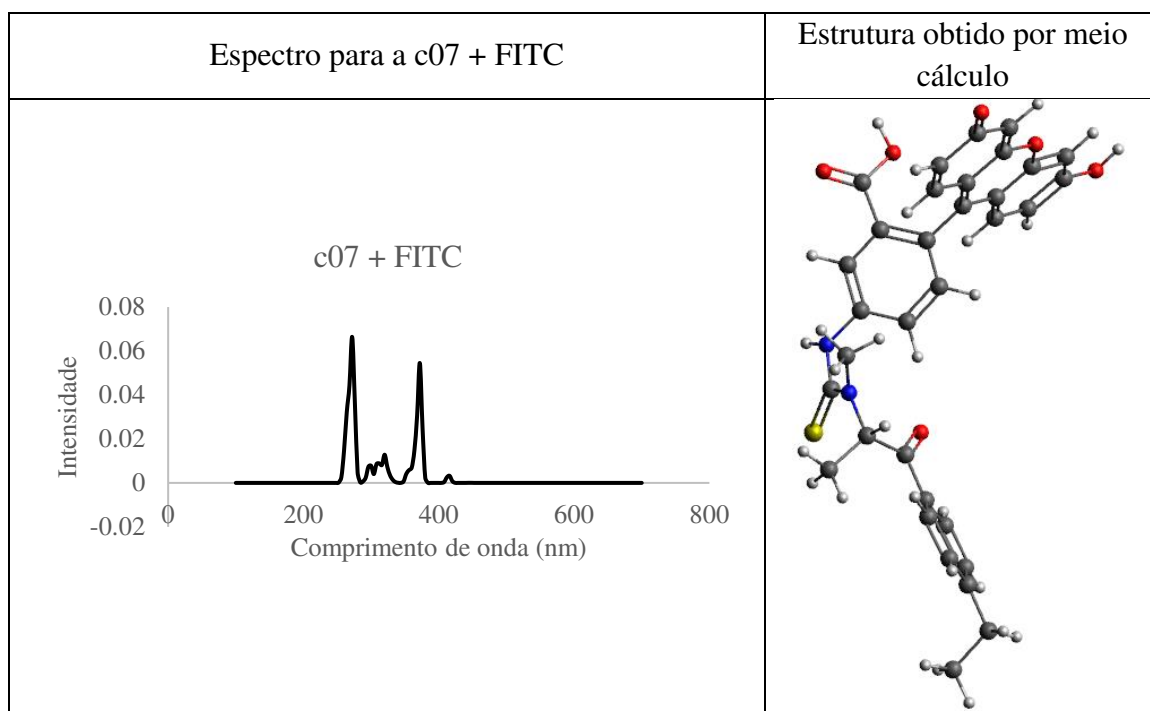 Espectro para a c07 + FITC
Estrutura obtido por meio
cálculo
c07 + FITC
0.08
0.06
0.04
0.02
0
-0.02
Intensidade
0
200
400
600
800
Comprimento de onda (nm)